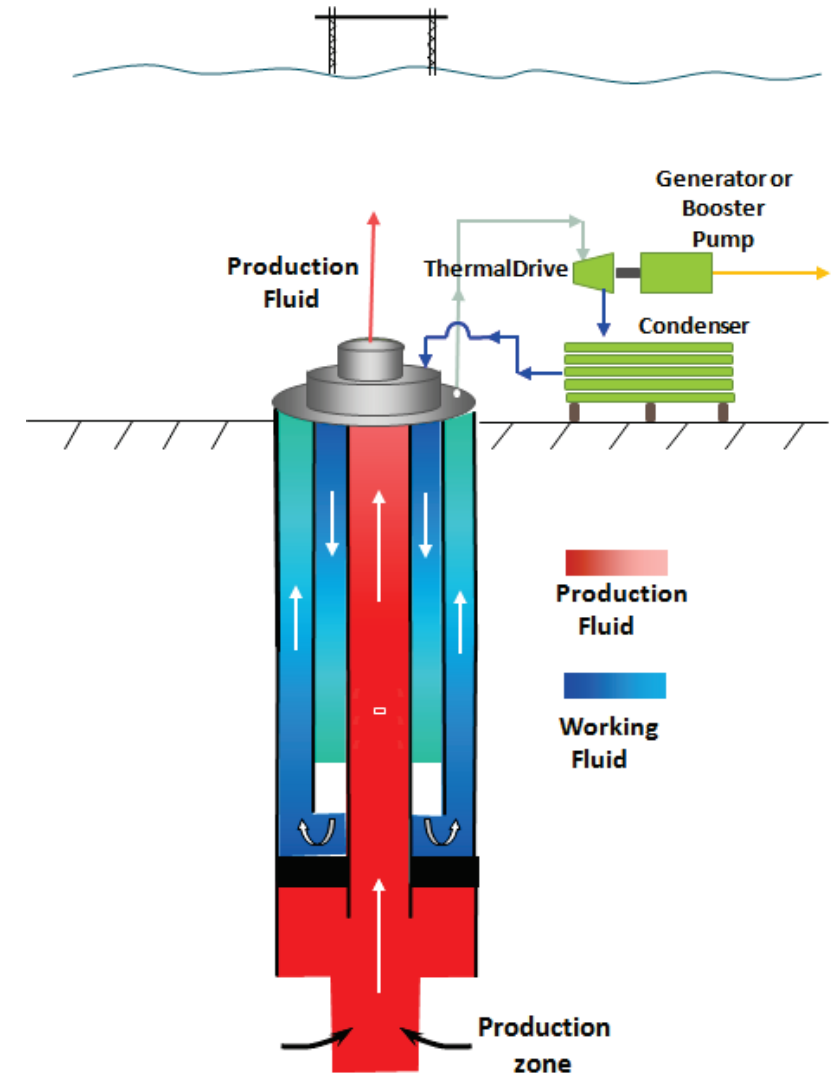 Generator or
Booster
Pump
Production
Fluid
ThermalDrive
Condenser
Production
Fluid
Working
Fluid
Production
zone